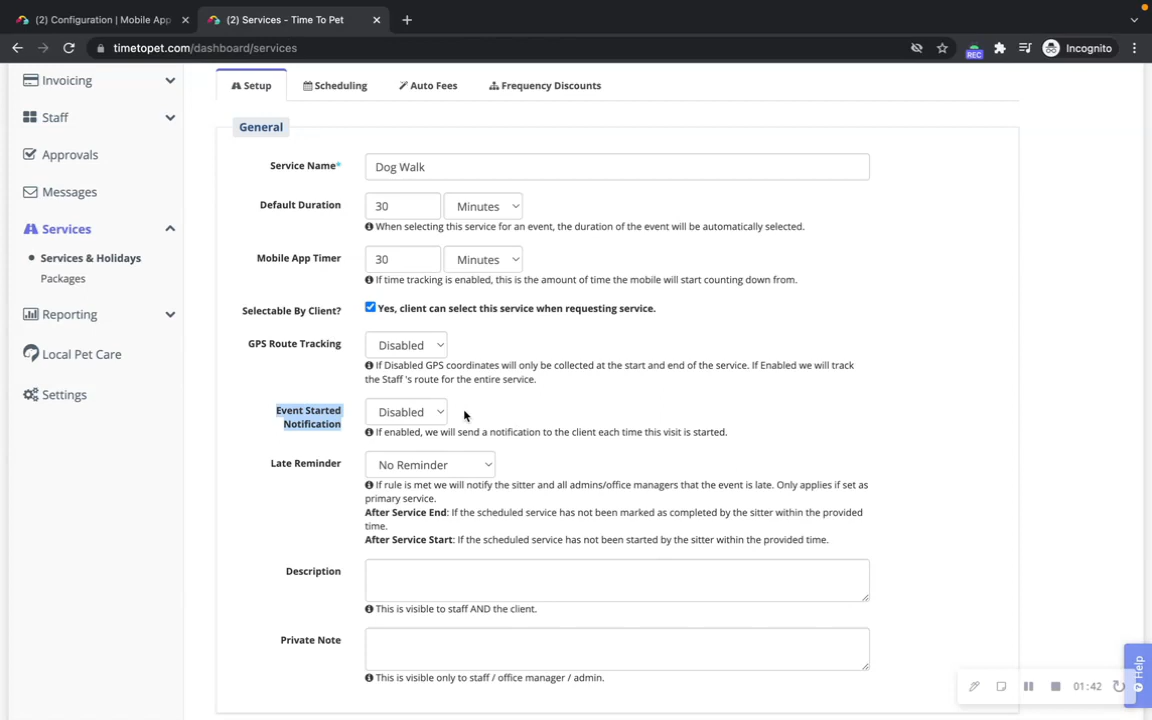 (2) Configuration | Mobile App
(2) Services - Time To Pet
timetopet.com/dashboard/services
REC
Incognito
Invoicing
Staff
Approvals
Messages
Services
Services & Holidays
Packages
Reporting
Local Pet Care
Settings
Setup
Scheduling
Auto Fees
Frequency Discounts
General
Service Name*
Dog Walk
Default Duration
30
Minutes
When selecting this service for an event, the duration of the event will be automatically selected.
Mobile App Timer
30
Minutes
If time tracking is enabled, this is the amount of time the mobile will start counting down from.
Selectable By Client?
Yes, client can select this service when requesting service.
GPS Route Tracking
Disabled
If Disabled GPS coordinates will only be collected at the start and end of the service. If Enabled we will track
the Staff 's route for the entire service.
Event Started
Notification
Disabled
If enabled, we will send a notification to the client each time this visit is started.
Late Reminder
No Reminder
If rule is met we will notify the sitter and all admins/office managers that the event is late. Only applies if set as
primary service.
After Service End: If the scheduled service has not been marked as completed by the sitter within the provided
time.
After Service Start: If the scheduled service has not been started by the sitter within the provided time.
Description
This is visible to staff AND the client.
Private Note
This is visible only to staff / office manager / admin.
Help
01:42